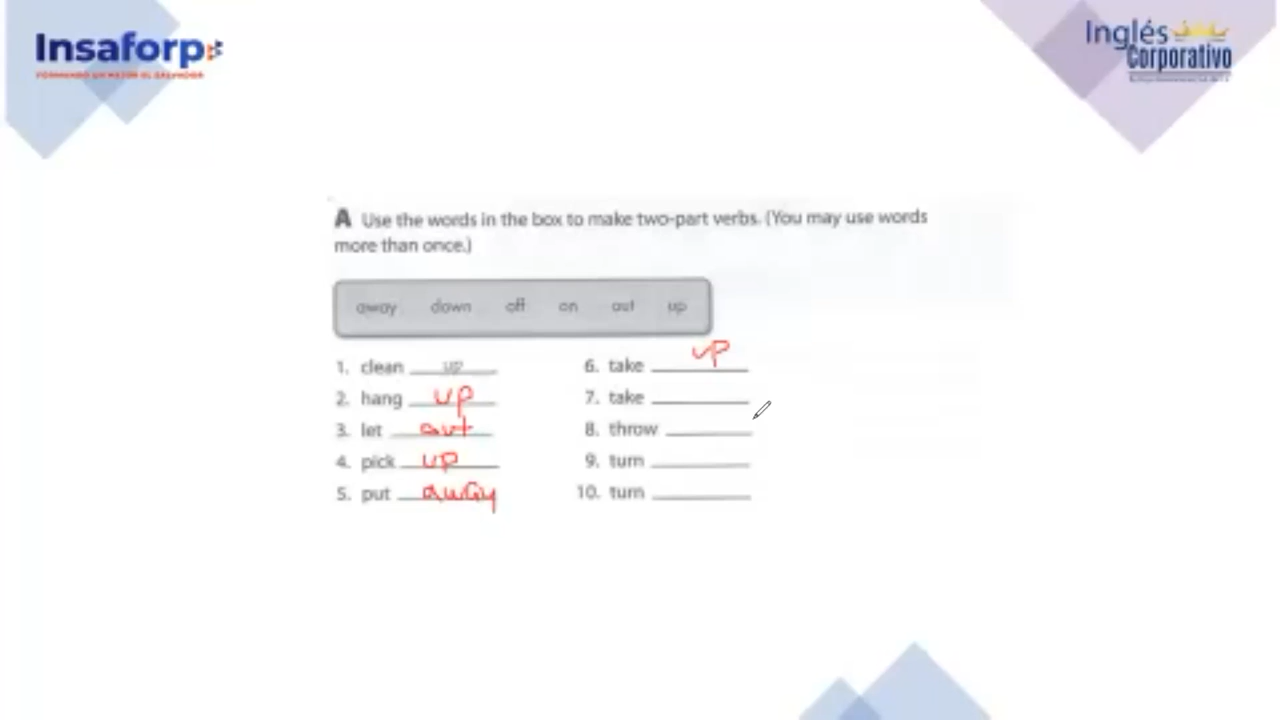 Insaforp
FORMANDO UN MEJOR EL SALVADOR
Inglés
Corporativo
A Use the words in the box to make two-part verbs. (You may use words
more than once.)
away down off on out up
1. clean up
2. hang up
3. let out
4. pick up
5. put away
6. take up
7. take
8. throw
9. turn
10. turn